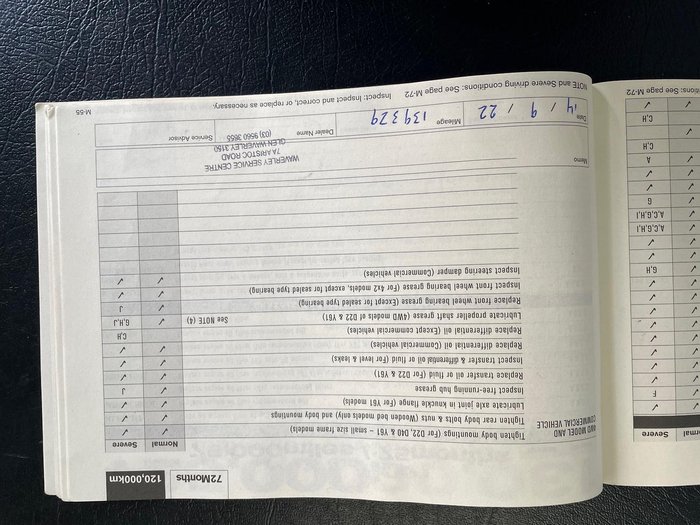 rmal Severe
✓
F
✓ ✓
✓ ✓
✓ ✓
✓ ✓
G,H
✓ ✓
✓ ✓
A,C,G,H,I
A,C,G,H,I
G
✓ ✓
✓ ✓
A
C,H
✓ ✓
C,H
✓ ✓
See page M-72
72Months 120,000km
4WD MODEL AND COMMERCIAL VEHICLE
Normal Severe
Tighten body mountings (For D22, D40 & Y61 - small size frame models) ✓ ✓
Tighten rear body bolts & nuts (Wooden bed models only) and body mountings ✓ ✓
Lubricate axle joint in knuckle flange (For Y61 models) ✓ ✓
Inspect free-running hub grease ✓ J
Replace transfer oil or fluid (For D22 & Y61) ✓ ✓
Inspect transfer & differential oil or fluid (For level & leaks) ✓ ✓
Replace differential oil (Commercial vehicles) ✓ ✓
Replace differential oil (Except commercial vehicles) C,H
Lubricate propeller shaft grease (4WD models of D22 & Y61) See NOTE (4) ✓ G,H,J
Replace front wheel bearing grease (Except for sealed type bearing) ✓ J
Inspect front wheel bearing grease (For 4x2 models, except for sealed type bearing) ✓ ✓
Inspect steering damper (Commercial vehicles) ✓ ✓
Memo
WAVERLEY SERVICE CENTRE
7A ARISTOC ROAD
GLEN WAVERLEY 3150
(03) 9560 3655
Date 14 / 9 / 22 Mileage 139329 Dealer Name Service Advisor
NOTE and Severe driving conditions: See page M-72 Inspect: Inspect and correct, or replace as necessary.
M-55